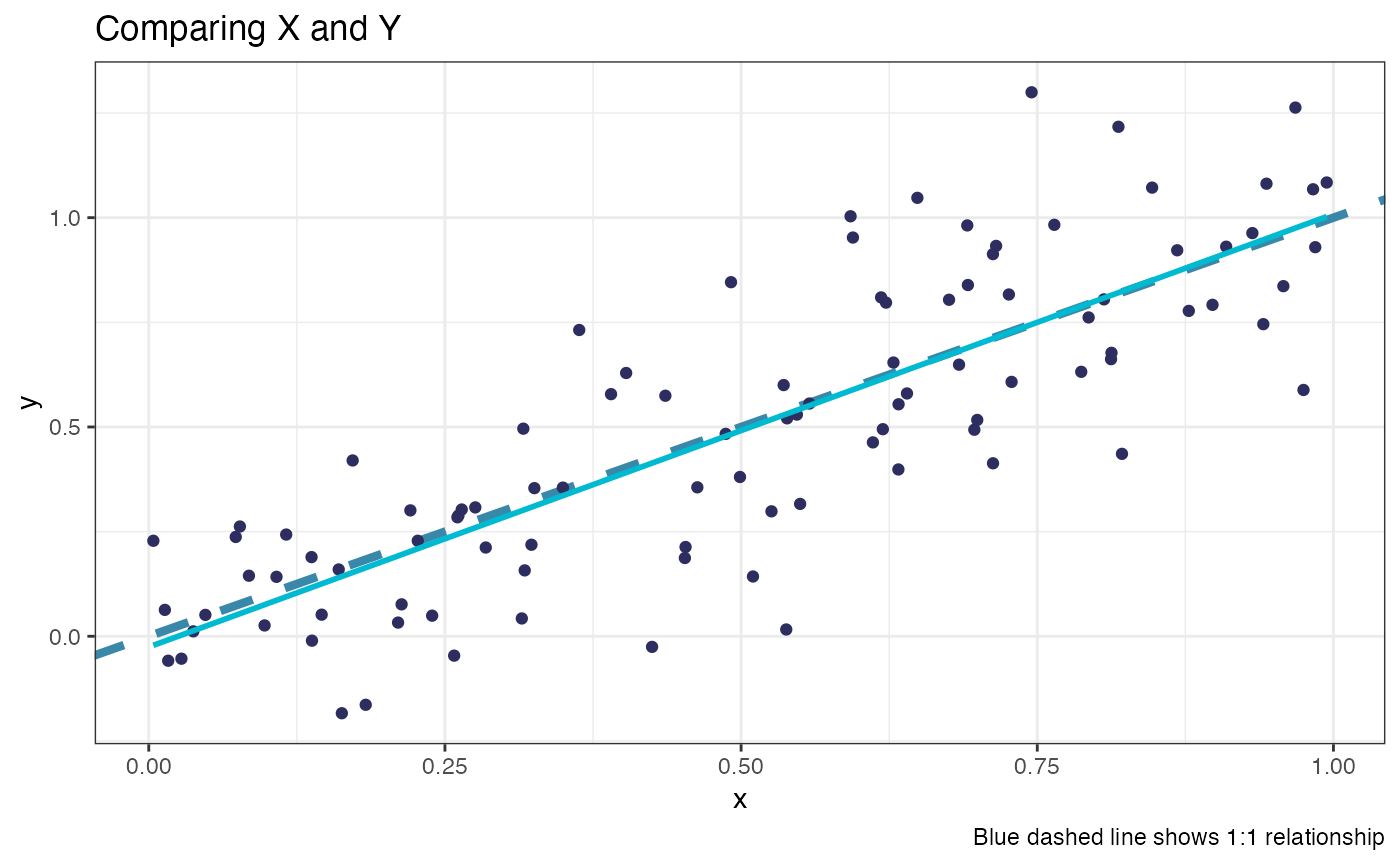 Comparing X and Y
1.0
0.5
0.0
y
0.00 0.25 0.50 0.75 1.00
x
Blue dashed line shows 1:1 relationship